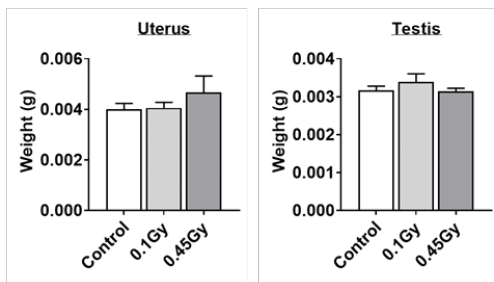 Uterus
Weight (g)
0.006
0.004
0.002
0.000
Control
0.1Gy
0.45Gy
Testis
Weight (g)
0.004
0.003
0.002
0.001
0.000
Control
0.1Gy
0.45Gy